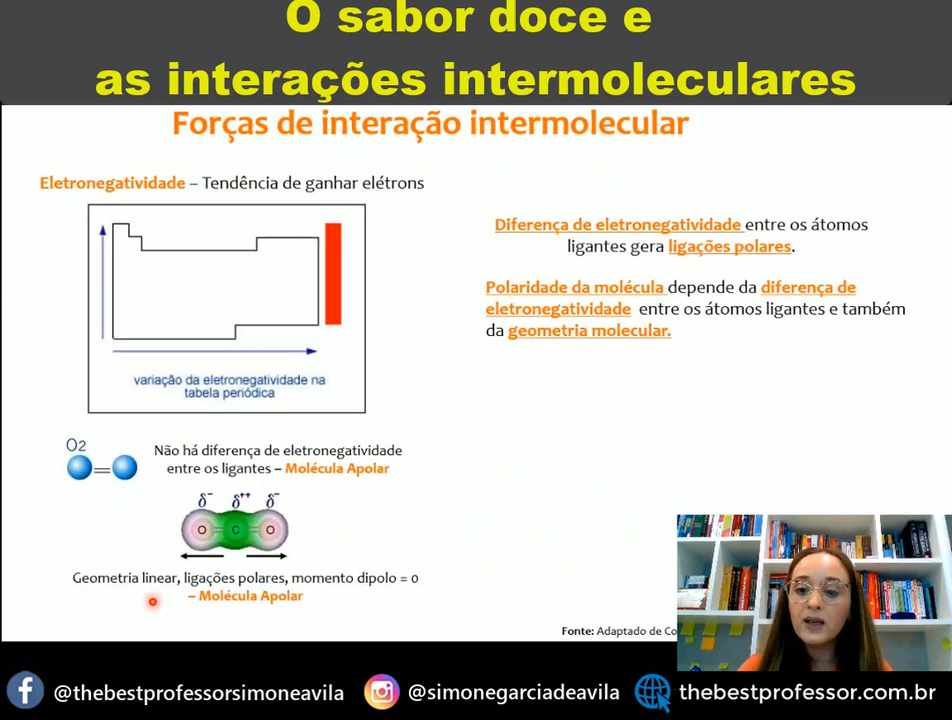 O sabor doce e
as interações intermoleculares
Forças de interação intermolecular
Eletronegatividade – Tendência de ganhar elétrons
variação da eletronegatividade na
tabela periódica
Diferença de eletronegatividade entre os átomos
ligantes gera ligações polares.
Polaridade da molécula depende da diferença de
eletronegatividade entre os átomos ligantes e também
da geometria molecular.
O2
Não há diferença de eletronegatividade
entre os ligantes – Molécula Apolar
δ⁻ δ⁺⁺ δ⁻
O C O
Geometria linear, ligações polares, momento dipolo = 0
– Molécula Apolar
Fonte: Adaptado de Co
@thebestprofessorsimoneavila
@simonegarciadeavila
thebestprofessor.com.br